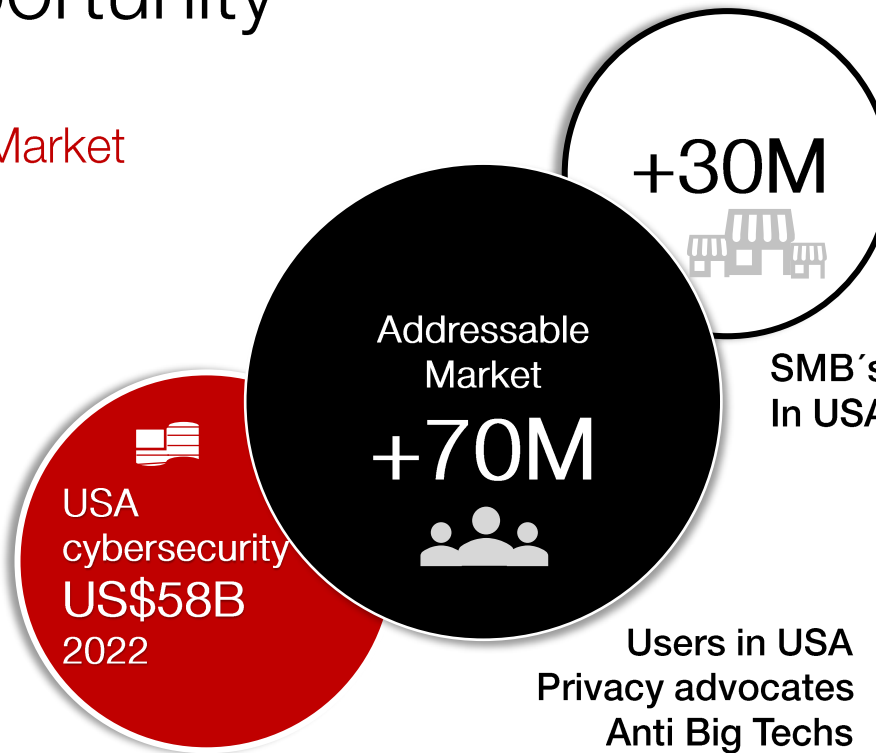 portunity
Market
+30M
SMB´s
In USA
Addressable
Market
+70M
USA
cybersecurity
US$58B
2022
Users in USA
Privacy advocates
Anti Big Techs